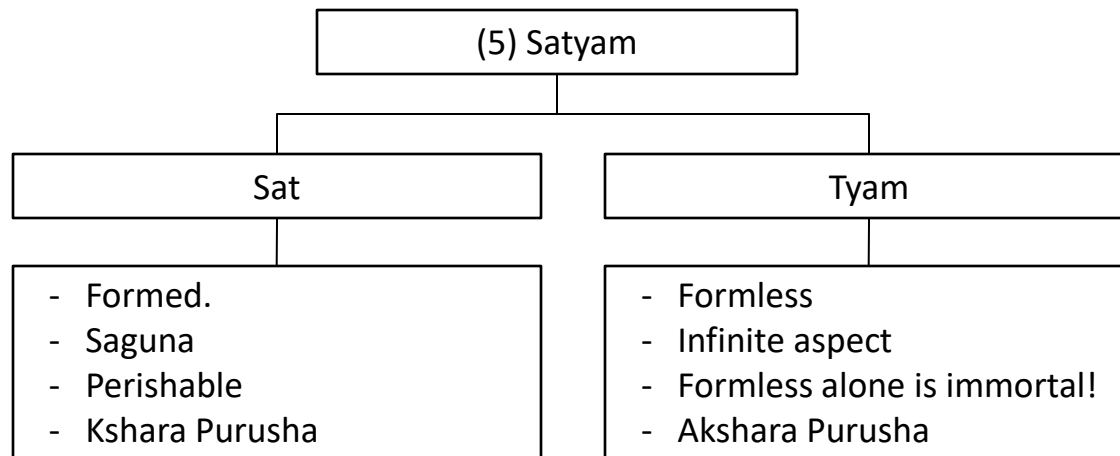 (5) Satyam
Sat
Tyam
- Formed.
- Saguna
- Perishable
- Kshara Purusha
- Formless
- Infinite aspect
- Formless alone is immortal!
- Akshara Purusha